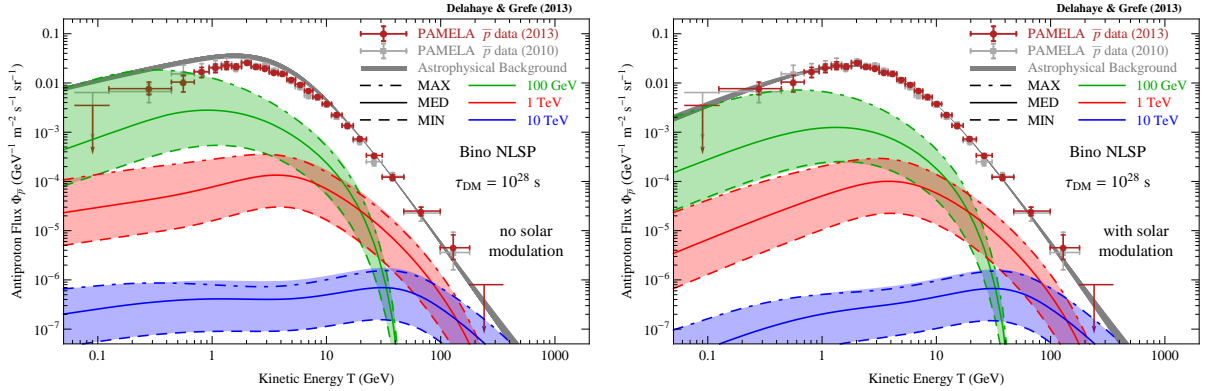 Delahaye & Grefe (2013)
PAMELA p̅ data (2013)
PAMELA p̅ data (2010)
Astrophysical Background
MAX 100 GeV
MED 1 TeV
MIN 10 TeV
Bino NLSP
τDM = 10²⁸ s
no solar
modulation
0.1
0.01
10⁻³
10⁻⁴
10⁻⁵
10⁻⁶
10⁻⁷
Antiproton Flux Φp̅ (GeV⁻¹ m⁻² s⁻¹ sr⁻¹)
0.1 1 10 100 1000
Kinetic Energy T (GeV)
Delahaye & Grefe (2013)
PAMELA p̅ data (2013)
PAMELA p̅ data (2010)
Astrophysical Background
MAX 100 GeV
MED 1 TeV
MIN 10 TeV
Bino NLSP
τDM = 10²⁸ s
with solar
modulation
0.1
0.01
10⁻³
10⁻⁴
10⁻⁵
10⁻⁶
10⁻⁷
Antiproton Flux Φp̅ (GeV⁻¹ m⁻² s⁻¹ sr⁻¹)
0.1 1 10 100 1000
Kinetic Energy T (GeV)